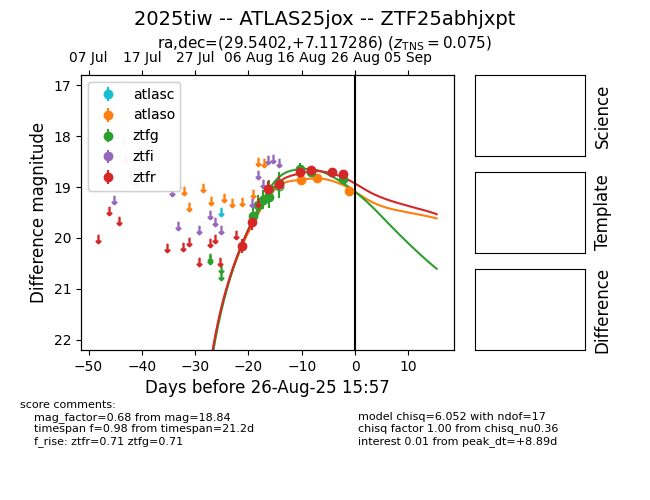 2025tiw -- ATLAS25jox -- ZTF25abhjxpt
ra,dec=(29.5402,+7.117286) (zTNS = 0.075)
07 Jul 17 Jul 27 Jul 06 Aug 16 Aug 26 Aug 05 Sep
17
18
19
20
21
22
Difference magnitude
atlasc
atlaso
ztfg
ztfi
ztfr
−50 −40 −30 −20 −10 0 10
Days before 26-Aug-25 15:57
Science
Template
Difference
score comments:
mag_factor=0.68 from mag=18.84
timespan f=0.98 from timespan=21.2d
f_rise: ztfr=0.71 ztfg=0.71
model chisq=6.052 with ndof=17
chisq factor 1.00 from chisq_nu0.36
interest 0.01 from peak_dt=+8.89d